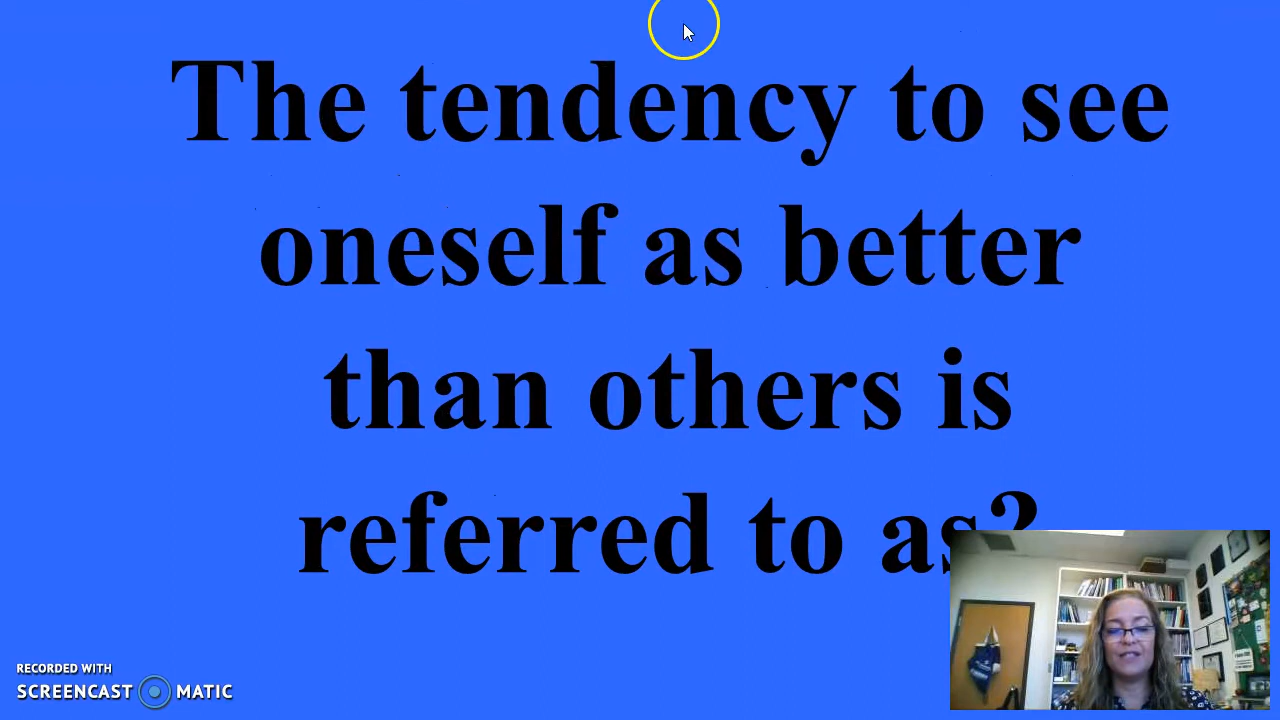 The tendency to see
oneself as better
than others is
referred to as?
RECORDED WITH
SCREENCAST MATIC